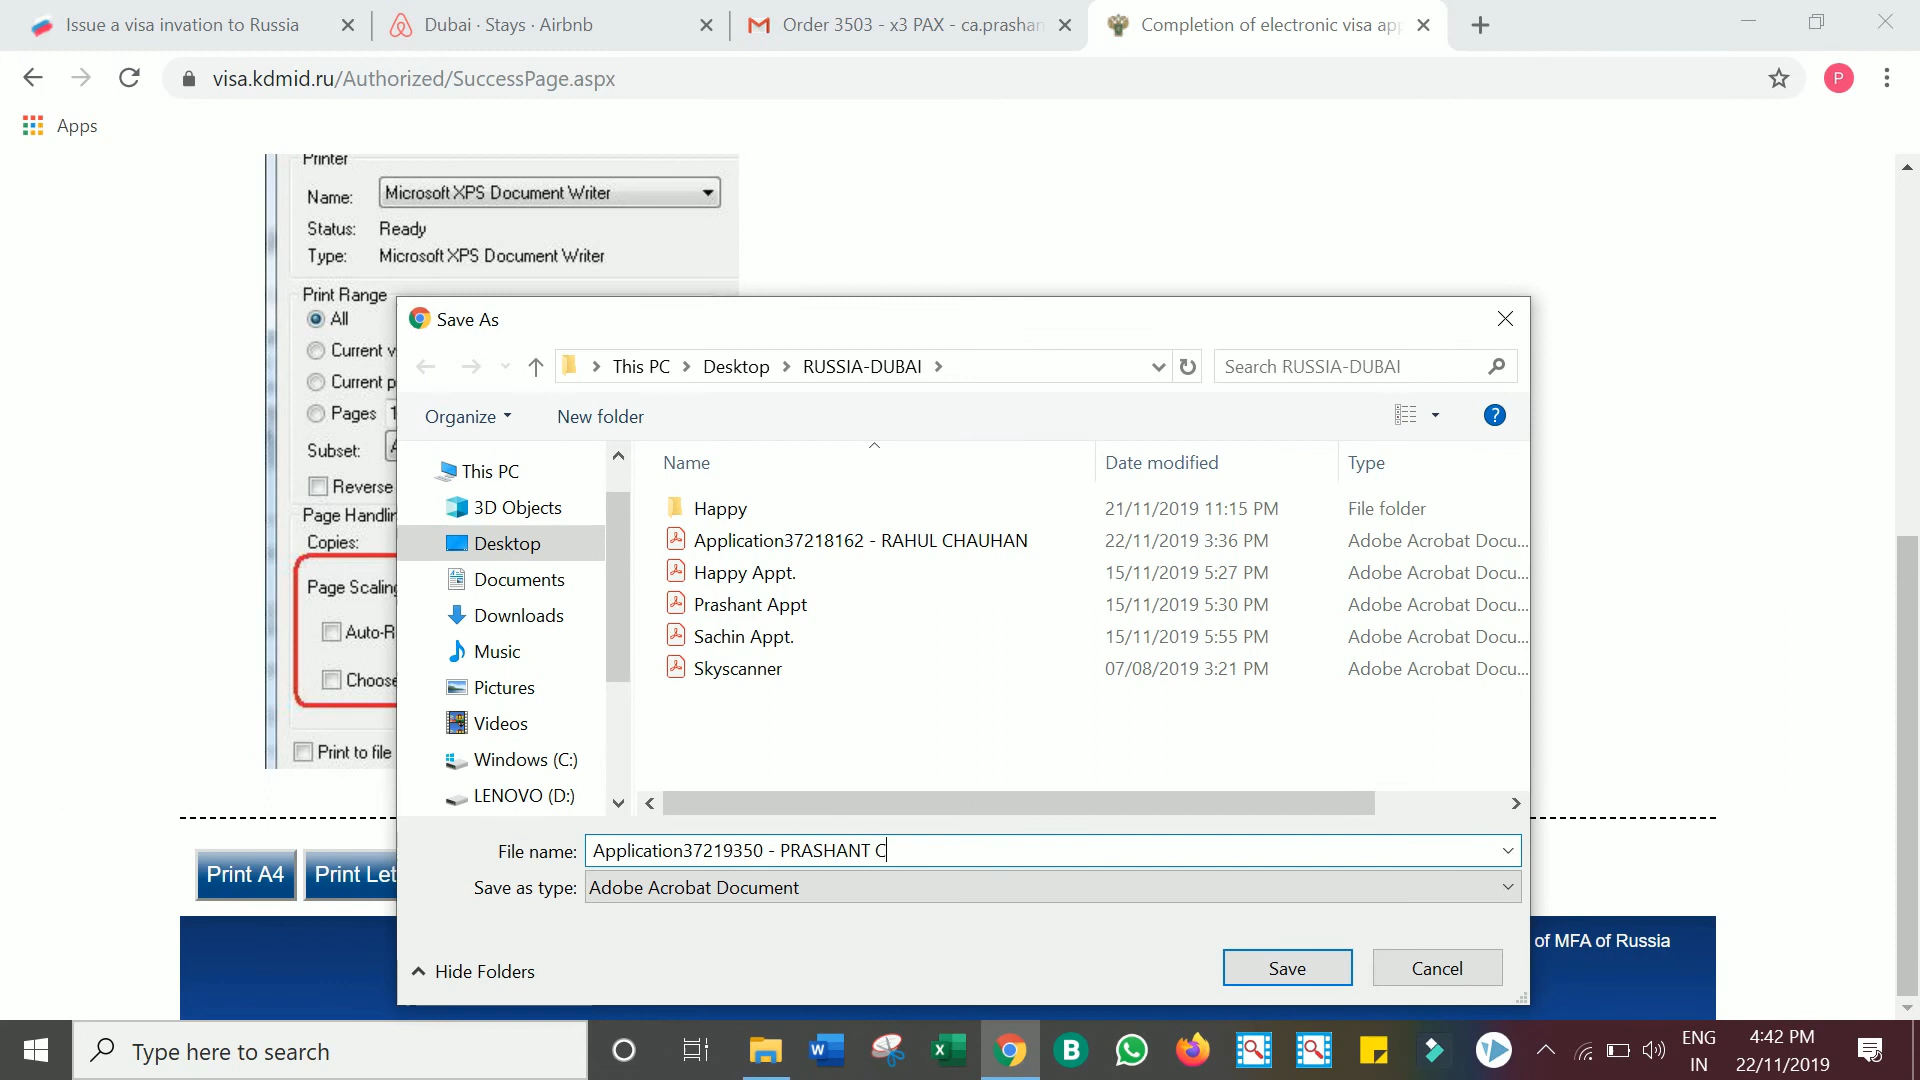 Issue a visa invation to Russia
Dubai · Stays · Airbnb
Order 3503 - x3 PAX - ca.prashan
Completion of electronic visa app
visa.kdmid.ru/Authorized/SuccessPage.aspx
P
Apps
Printer
Name: Microsoft XPS Document Writer
Status: Ready
Type: Microsoft XPS Document Writer
Print Range
All
Current v
Current p
Pages 1
Subset: A
Reverse
Page Handlin
Copies:
Page Scaling
Auto-R
Choose
Print to file
Print A4
Print Let
of MFA of Russia
Save As
This PC > Desktop > RUSSIA-DUBAI >
Search RUSSIA-DUBAI
Organize
New folder
?
This PC
3D Objects
Desktop
Documents
Downloads
Music
Pictures
Videos
Windows (C:)
LENOVO (D:)
Name Date modified Type
Happy 21/11/2019 11:15 PM File folder
Application37218162 - RAHUL CHAUHAN 22/11/2019 3:36 PM Adobe Acrobat Docu...
Happy Appt. 15/11/2019 5:27 PM Adobe Acrobat Docu...
Prashant Appt 15/11/2019 5:30 PM Adobe Acrobat Docu...
Sachin Appt. 15/11/2019 5:55 PM Adobe Acrobat Docu...
Skyscanner 07/08/2019 3:21 PM Adobe Acrobat Docu...
File name: Application37219350 - PRASHANT C
Save as type: Adobe Acrobat Document
Hide Folders
Save
Cancel
Type here to search
B
ENG
IN
4:42 PM
22/11/2019